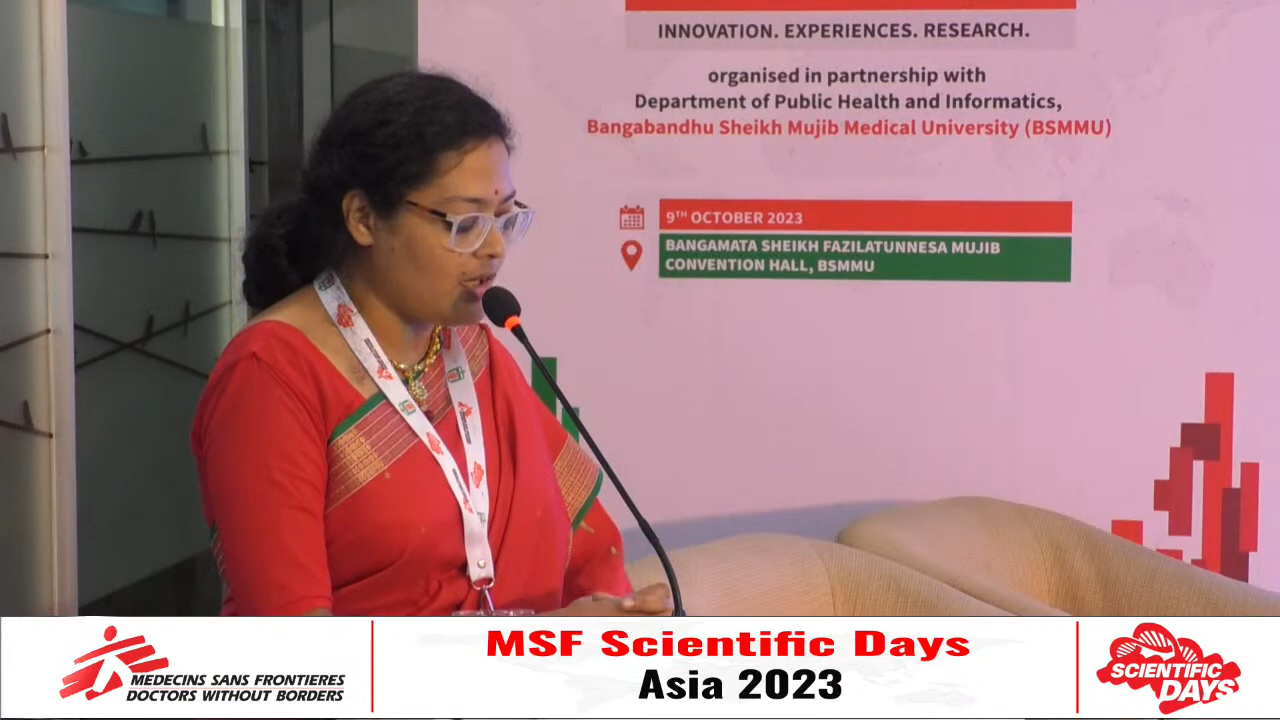 INNOVATION. EXPERIENCES. RESEARCH.
organised in partnership with
Department of Public Health and Informatics,
Bangabandhu Sheikh Mujib Medical University (BSMMU)
9TH OCTOBER 2023
BANGAMATA SHEIKH FAZILATUNNESA MUJIB
CONVENTION HALL, BSMMU
MEDECINS SANS FRONTIERES
DOCTORS WITHOUT BORDERS
MSF Scientific Days
Asia 2023
SCIENTIFIC
DAYS